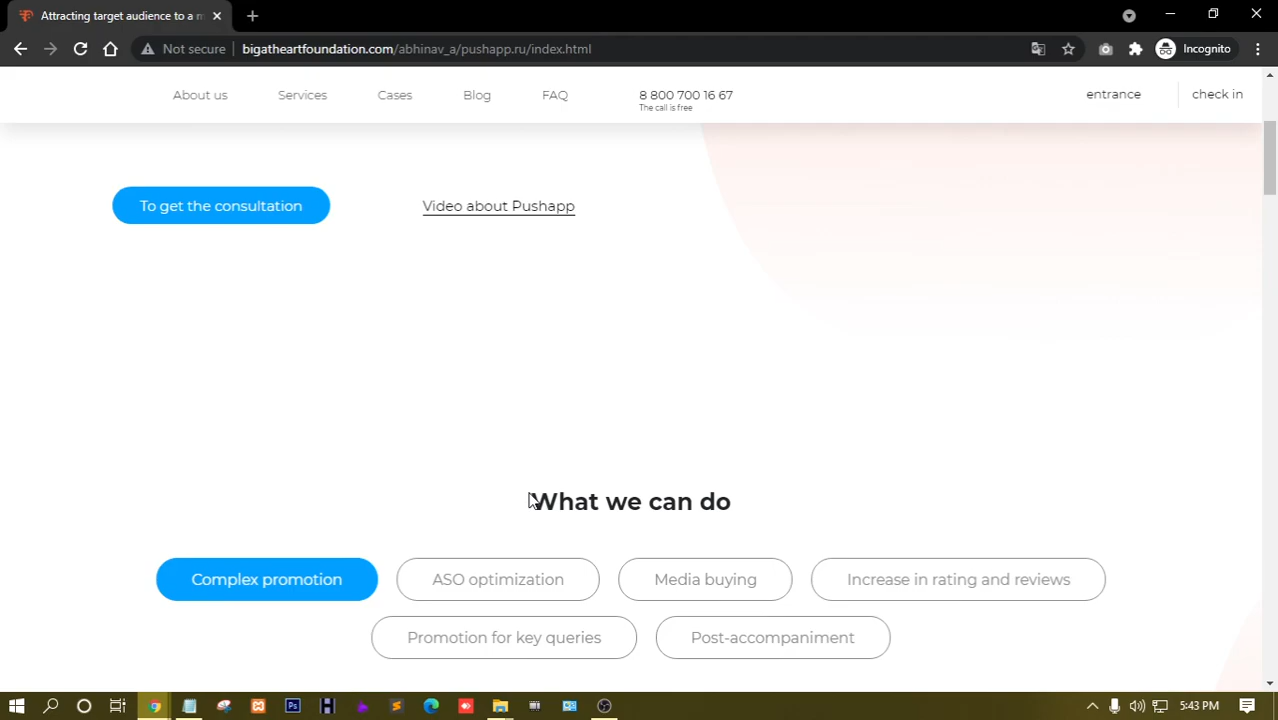 Attracting target audience to a m
Not secure
bigatheartfoundation.com/abhinav_a/pushapp.ru/index.html
Incognito
About us
Services
Cases
Blog
FAQ
8 800 700 16 67
The call is free
entrance
check in
To get the consultation
Video about Pushapp
What we can do
Complex promotion
ASO optimization
Media buying
Increase in rating and reviews
Promotion for key queries
Post-accompaniment
Ps
5:43 PM